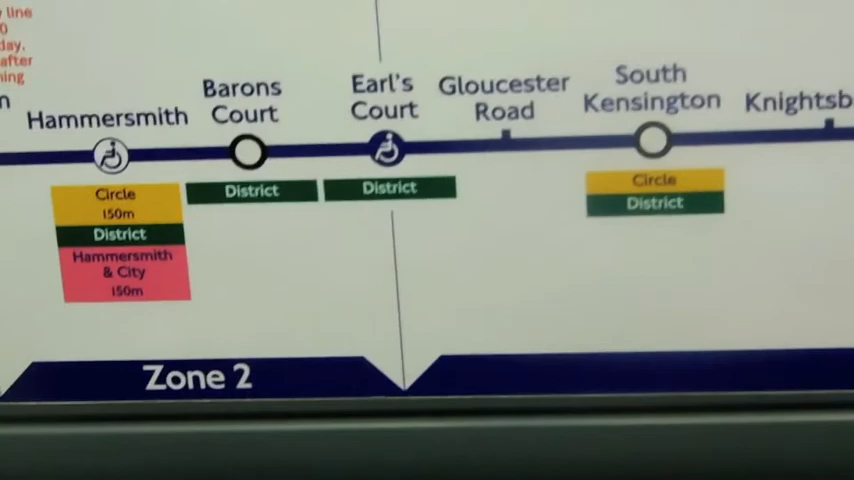 line
day,
after
Hammersmith
Barons
Court
Earl's
Court
Gloucester
Road
South
Kensington
Circle
150m
District
Hammersmith
& City
150m
District
District
Circle
District
Zone 2